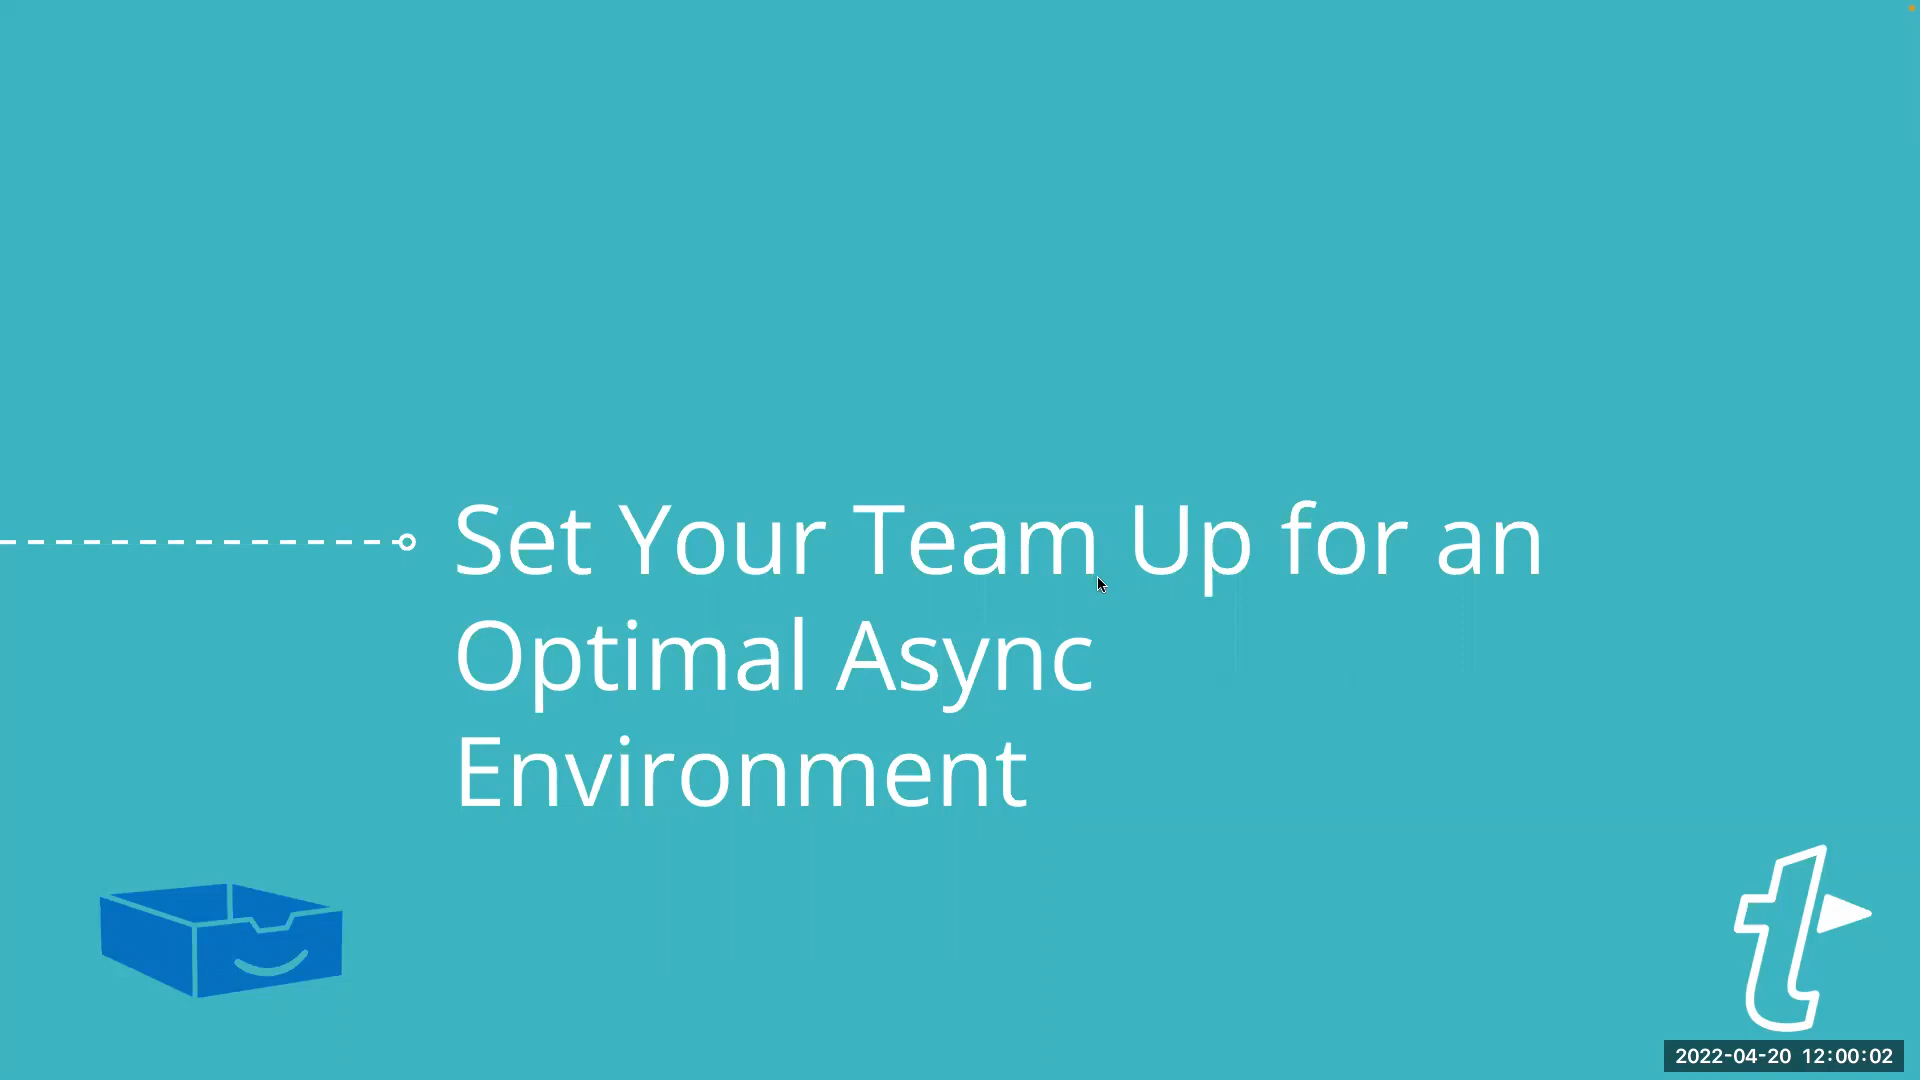 Set Your Team Up for an
Optimal Async
Environment
t
2022-04-20 12:00:02